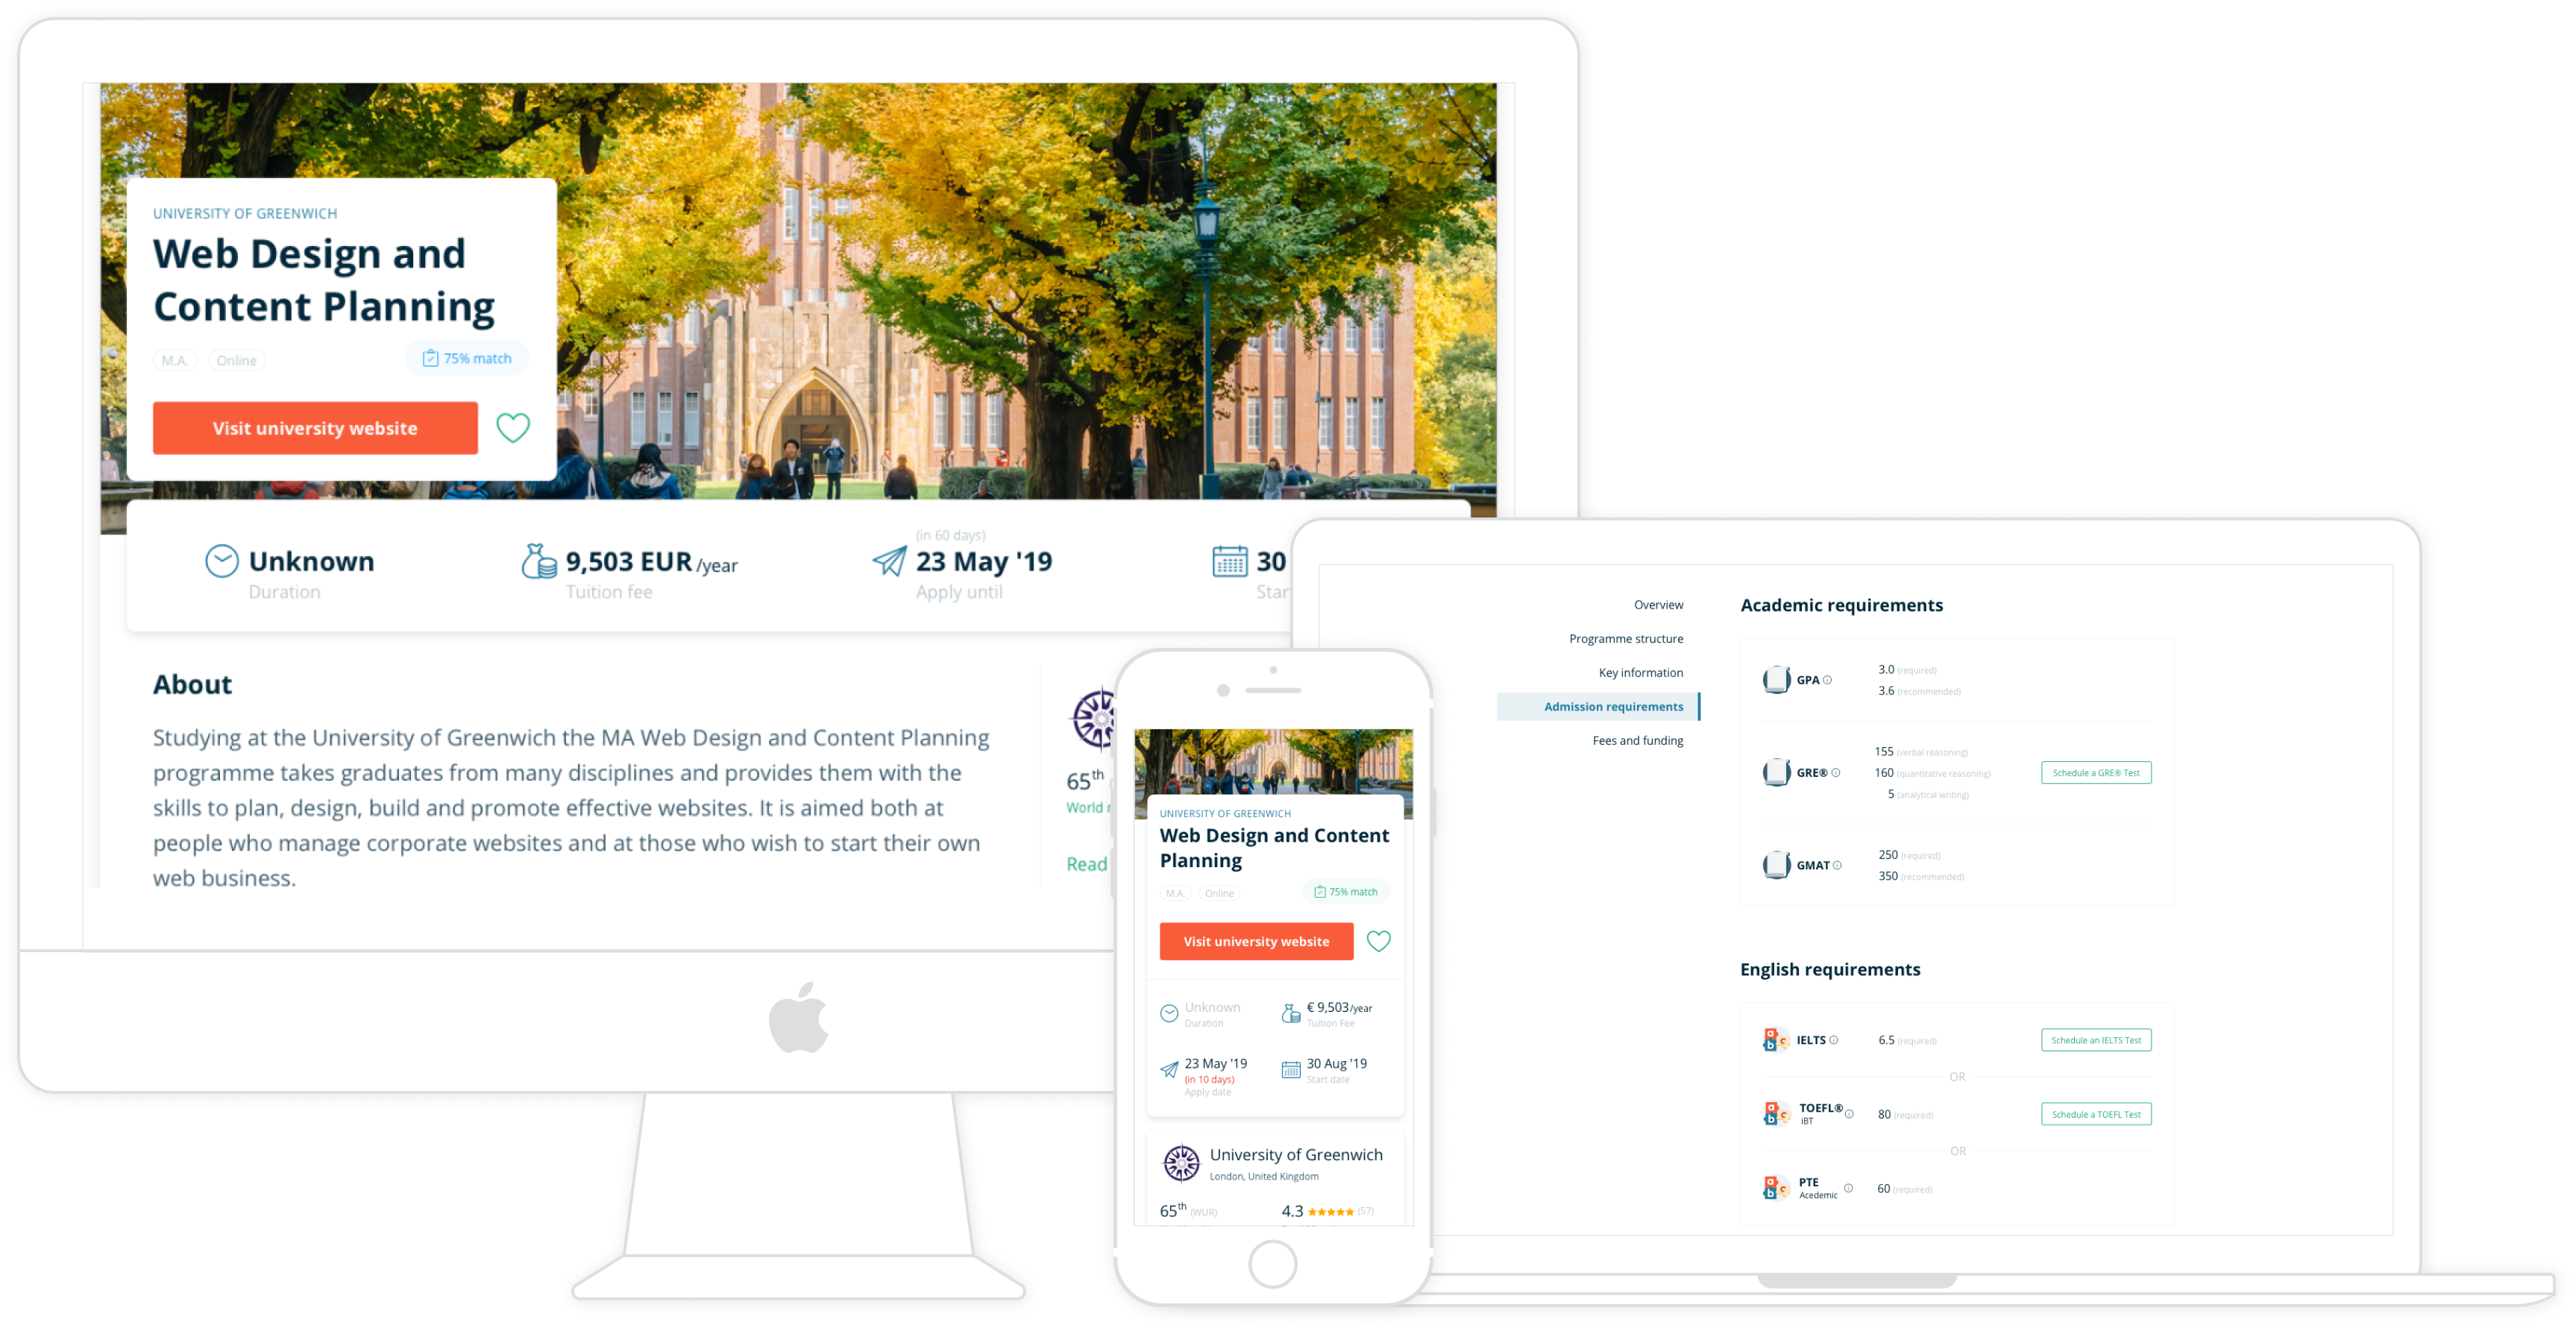 UNIVERSITY OF GREENWICH
Web Design and
Content Planning
M.A. Online 75% match
Visit university website
Unknown
Duration
9,503 EUR /year
Tuition fee
(in 60 days)
23 May '19
Apply until
30
Star
About
Studying at the University of Greenwich the MA Web Design and Content Planning
programme takes graduates from many disciplines and provides them with the
skills to plan, design, build and promote effective websites. It is aimed both at
people who manage corporate websites and at those who wish to start their own
web business.
65th
World
Read
UNIVERSITY OF GREENWICH
Web Design and Content
Planning
M.A. Online 75% match
Visit university website
Unknown
Duration
€ 9,503/year
Tuition Fee
23 May '19
(in 10 days)
Apply date
30 Aug '19
Start date
University of Greenwich
London, United Kingdom
65th (WUR)
4.3 ★★★★★ (57)
Overview
Programme structure
Key information
Admission requirements
Fees and funding
Academic requirements
GPA
3.0 (required)
3.6 (recommended)
GRE®
155 (verbal reasoning)
160 (quantitative reasoning)
5 (analytical writing)
Schedule a GRE® Test
GMAT
250 (required)
350 (recommended)
English requirements
IELTS 6.5 (required) Schedule an IELTS Test
OR
TOEFL®
iBT
80 (required) Schedule a TOEFL Test
OR
PTE
Acedemic
60 (required)